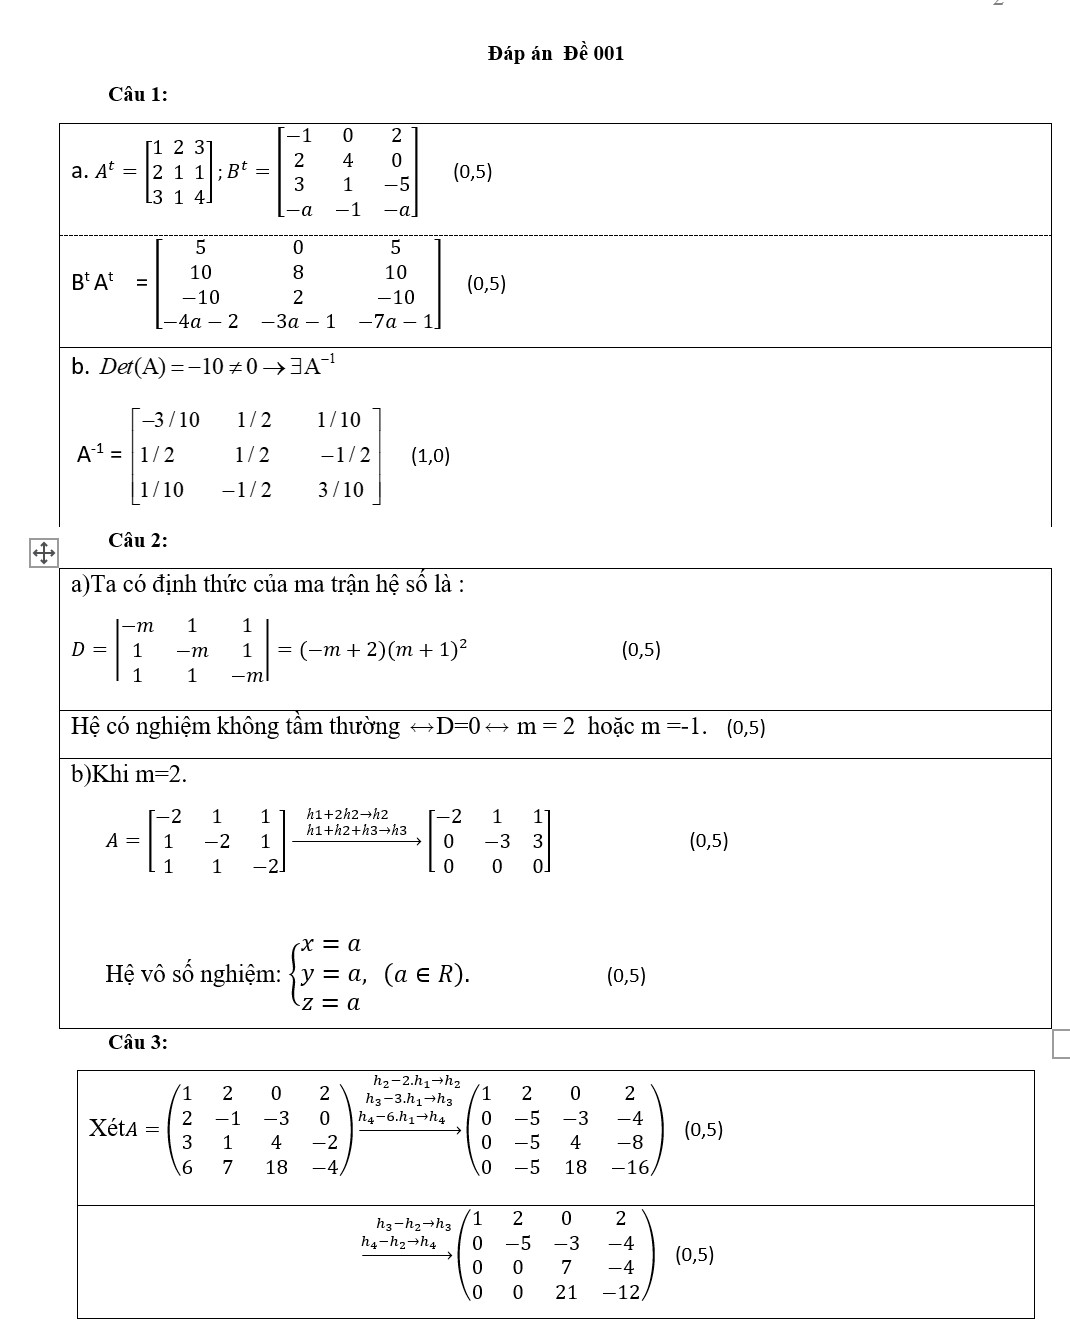 Đáp án Đề 001
Câu 1:
a. Aᵗ = [1 2 3; 2 1 1; 3 1 4] ; Bᵗ = [−1 0 2; 2 4 0; 3 1 −5; −a −1 −a] (0,5)
Bᵗ Aᵗ = [5 0 5; 10 8 10; −10 2 −10; −4a − 2 −3a − 1 −7a − 1] (0,5)
b. Det(A) = −10 ≠ 0 → ∃A⁻¹
A⁻¹ = [−3/10 1/2 1/10; 1/2 1/2 −1/2; 1/10 −1/2 3/10] (1,0)
Câu 2:
a)Ta có định thức của ma trận hệ số là :
D = |−m 1 1; 1 −m 1; 1 1 −m| = (−m + 2)(m + 1)² (0,5)
Hệ có nghiệm không tầm thường ↔D=0↔ m = 2 hoặc m =-1. (0,5)
b)Khi m=2.
A = [−2 1 1; 1 −2 1; 1 1 −2] h1+2h2→h2 h1+h2+h3→h3 ⟶ [−2 1 1; 0 −3 3; 0 0 0] (0,5)
Hệ vô số nghiệm: {x = a; y = a, z = a (a ∈ R). (0,5)
Câu 3:
XétA = (1 2 0 2; 2 −1 −3 0; 3 1 4 −2; 6 7 18 −4) h₂−2.h₁→h₂ h₃−3.h₁→h₃ h₄−6.h₁→h₄ ⟶ (1 2 0 2; 0 −5 −3 −4; 0 −5 4 −8; 0 −5 18 −16) (0,5)
h₃−h₂→h₃ h₄−h₂→h₄ ⟶ (1 2 0 2; 0 −5 −3 −4; 0 0 7 −4; 0 0 21 −12) (0,5)